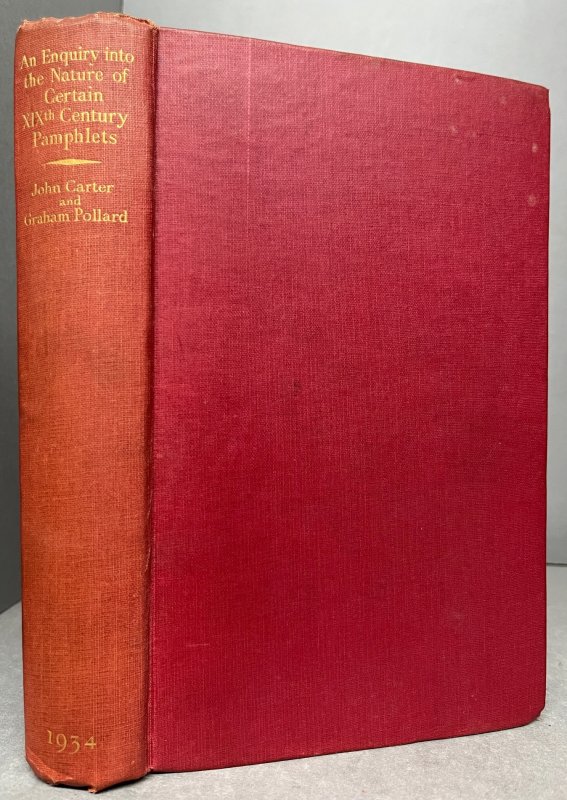 An Enquiry into
the Nature of
Certain
XIXth Century
Pamphlets
John Carter
and
Graham Pollard
1934